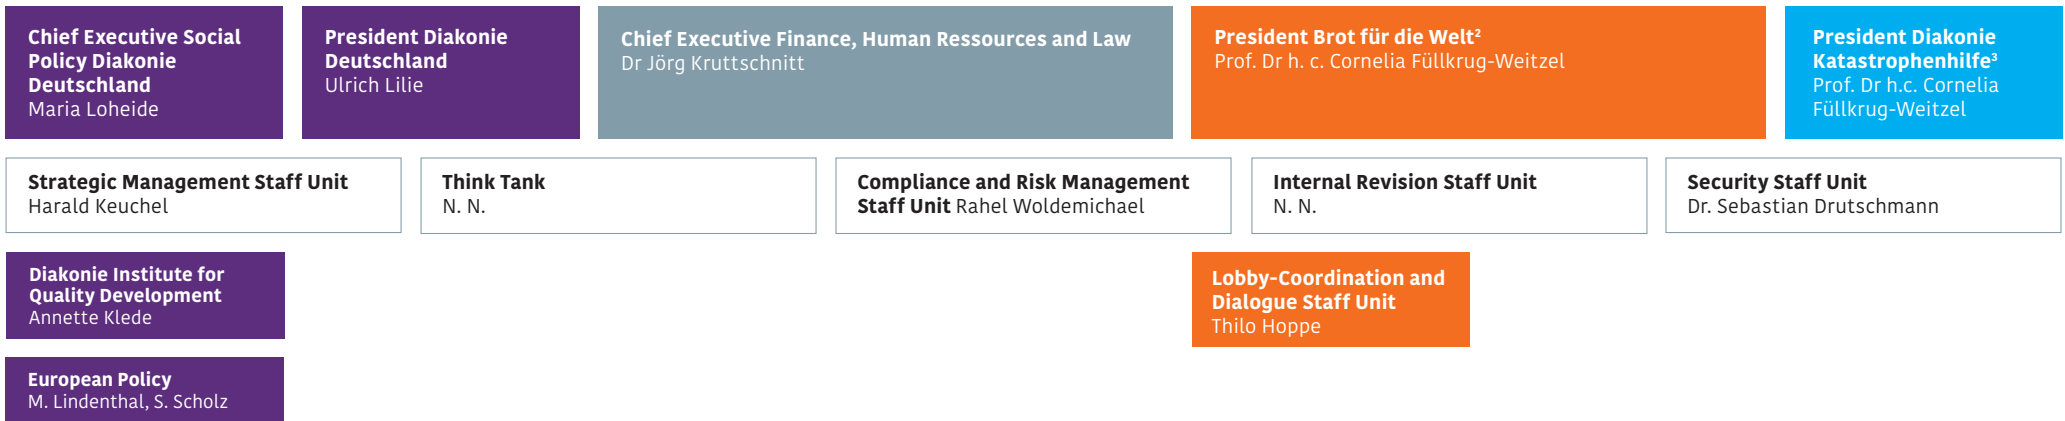 Chief Executive Social
Policy Diakonie
Deutschland
Maria Loheide
President Diakonie
Deutschland
Ulrich Lilie
Chief Executive Finance, Human Ressources and Law
Dr Jörg Kruttschnitt
President Brot für die Welt²
Prof. Dr h. c. Cornelia Füllkrug-Weitzel
President Diakonie
Katastrophenhilfe³
Prof. Dr h.c. Cornelia
Füllkrug-Weitzel
Strategic Management Staff Unit
Harald Keuchel
Think Tank
N. N.
Compliance and Risk Management
Staff Unit Rahel Woldemichael
Internal Revision Staff Unit
N. N.
Security Staff Unit
Dr. Sebastian Drutschmann
Diakonie Institute for
Quality Development
Annette Klede
Lobby-Coordination and
Dialogue Staff Unit
Thilo Hoppe
European Policy
M. Lindenthal, S. Scholz